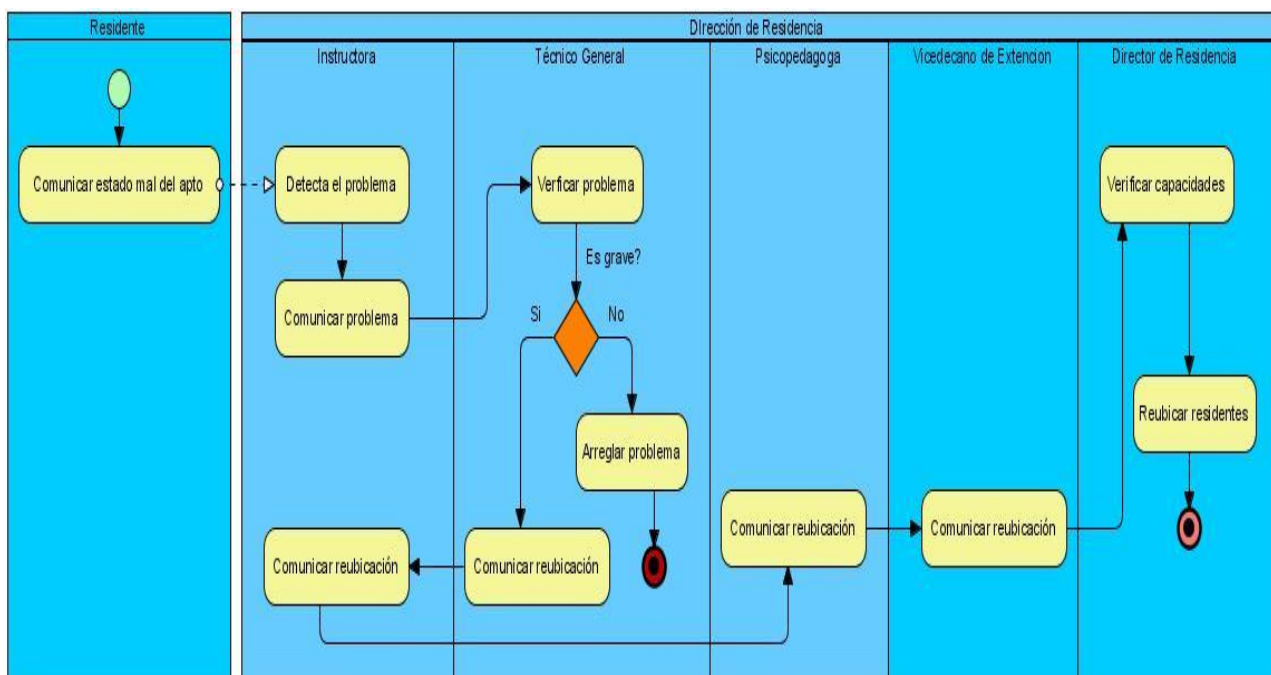 Residente
DIrección de Residencia
Instructora
Técnico General
Psicopedagoga
Vicedecano de Extencion
Director de Residencia
Comunicar estado mal del apto
Detecta el problema
Verficar problema
Verificar capacidades
Es grave?
Comunicar problema
Si
No
Arreglar problema
Reubicar residentes
Comunicar reubicación
Comunicar reubicación
Comunicar reubicación
Comunicar reubicación